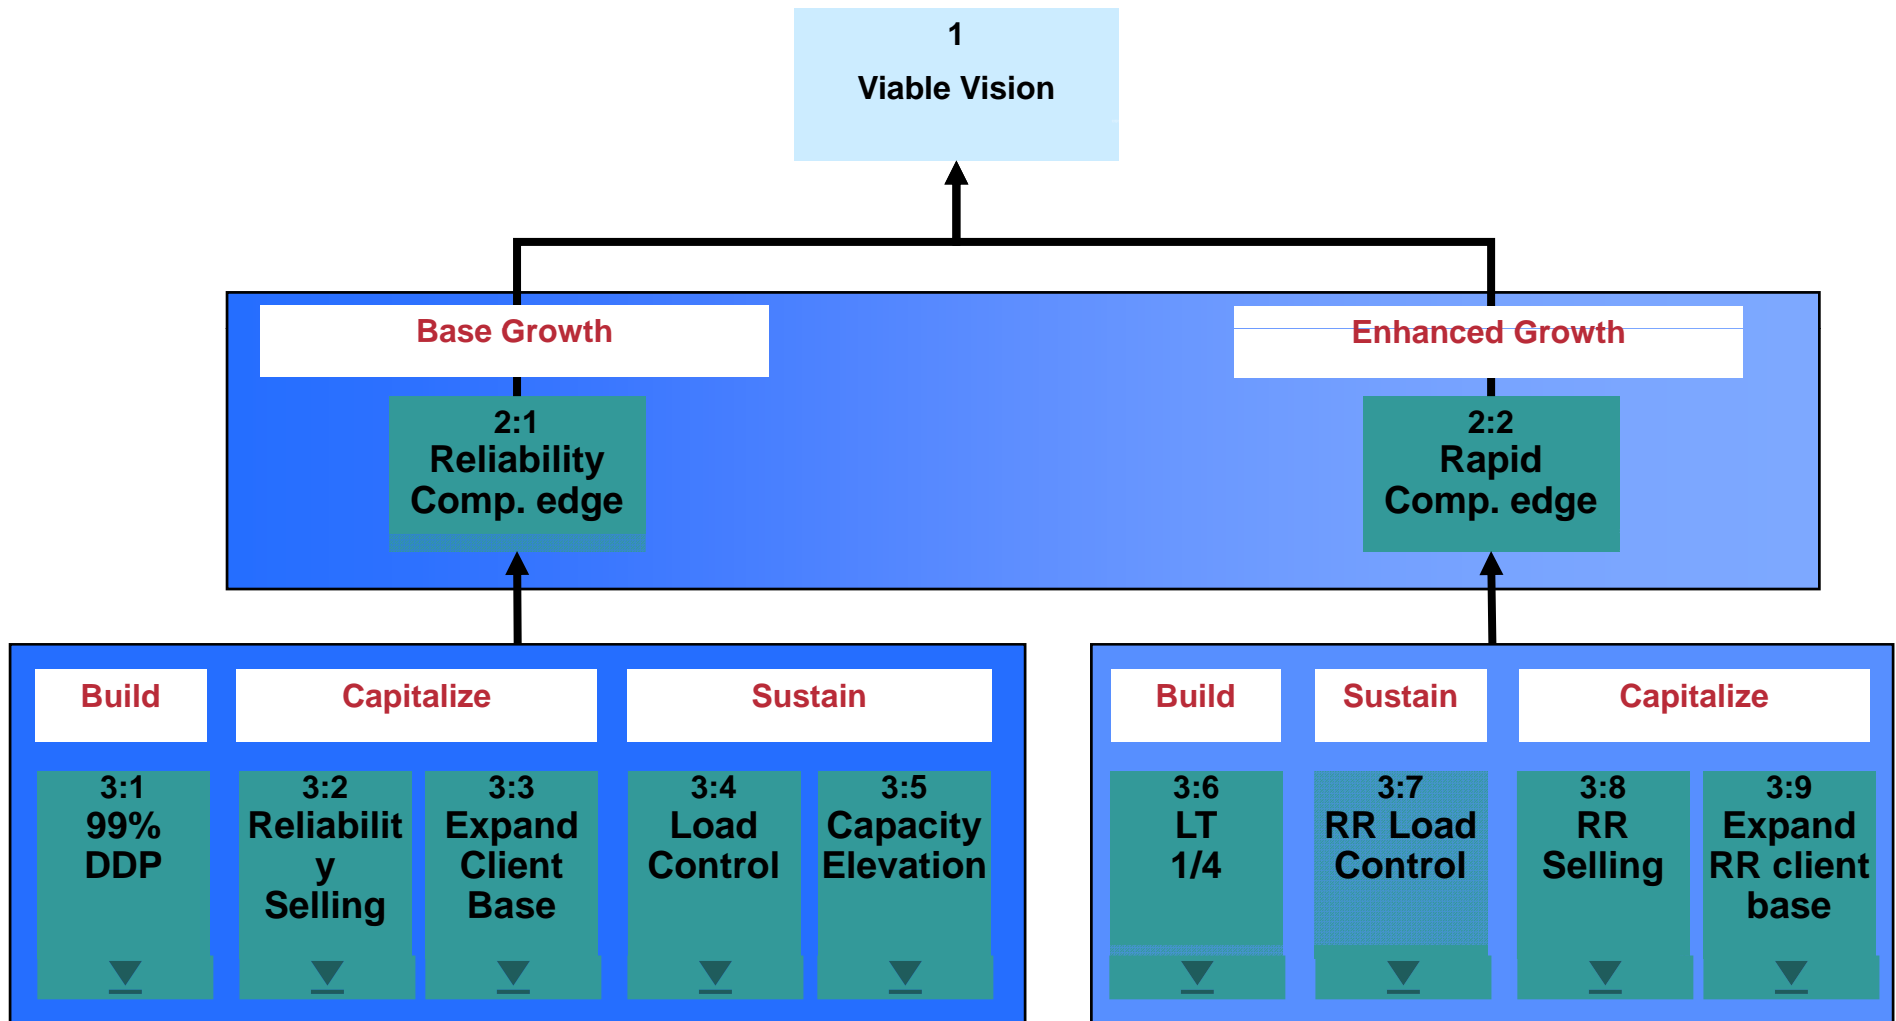 1
Viable Vision
Base Growth
Enhanced Growth
2:1
Reliability
Comp. edge
2:2
Rapid
Comp. edge
Build
Capitalize
Sustain
Build
Sustain
Capitalize
3:1
99%
DDP
3:2
Reliabilit
y
Selling
3:3
Expand
Client
Base
3:4
Load
Control
3:5
Capacity
Elevation
3:6
LT
1/4
3:7
RR Load
Control
3:8
RR
Selling
3:9
Expand
RR client
base